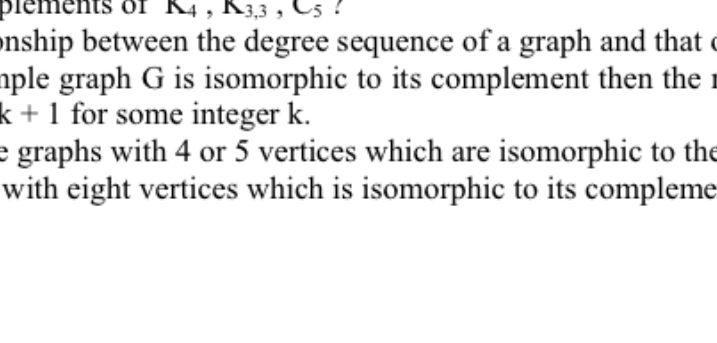 plements of K₄ , K₃,₃ , C₅ ?
onship between the degree sequence of a graph and that
mple graph G is isomorphic to its complement then the
k + 1 for some integer k.
e graphs with 4 or 5 vertices which are isomorphic to the
with eight vertices which is isomorphic to its compleme